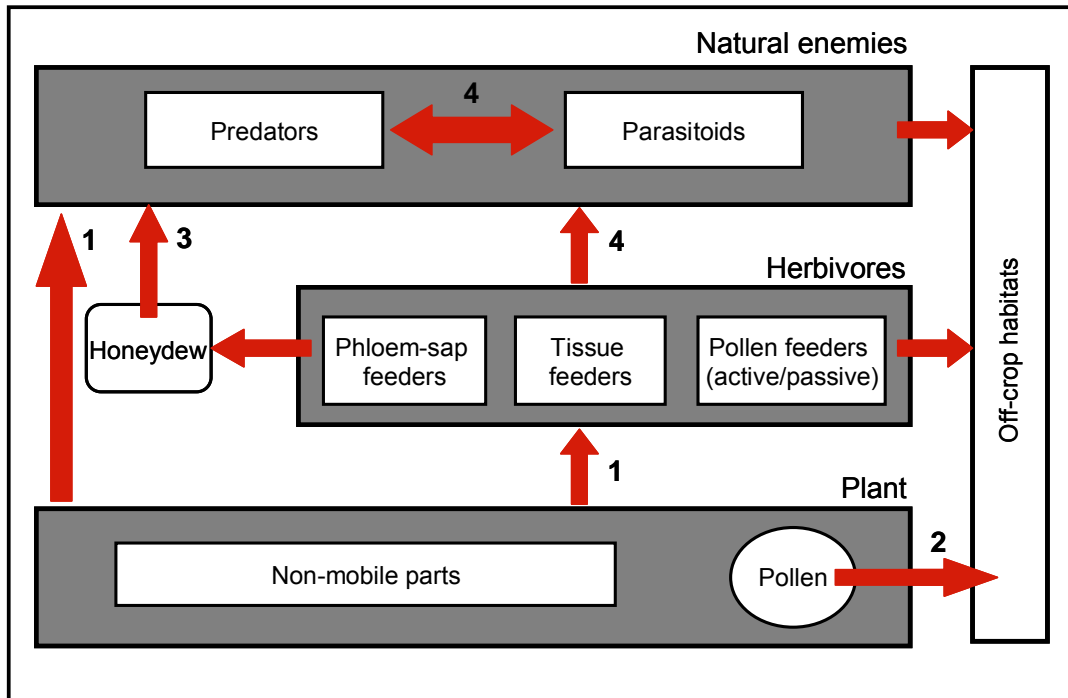 Natural enemies
4
Predators
Parasitoids
1
3
4
Herbivores
Honeydew
Phloem-sap
feeders
Tissue
feeders
Pollen feeders
(active/passive)
Off-crop habitats
1
Plant
2
Non-mobile parts
Pollen